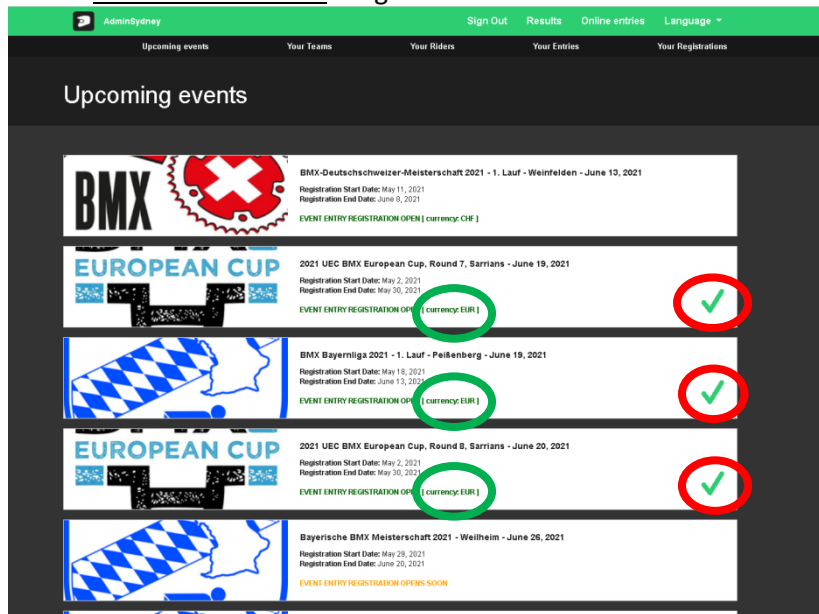 AdminSydney
Sign Out Results Online entries Language
Upcoming events Your Teams Your Riders Your Entries Your Registrations
Upcoming events
BMX
BMX-Deutschschweizer-Meisterschaft 2021 - 1. Lauf - Weinfelden - June 13, 2021
Registration Start Date: May 11, 2021
Registration End Date: June 8, 2021
EVENT ENTRY REGISTRATION OPEN [ currency: CHF ]
EUROPEAN CUP
2021 UEC BMX European Cup, Round 7, Sarrians - June 19, 2021
Registration Start Date: May 2, 2021
Registration End Date: May 30, 2021
EVENT ENTRY REGISTRATION OPEN [ currency: EUR ]
BMX Bayernliga 2021 - 1. Lauf - Peißenberg - June 19, 2021
Registration Start Date: May 18, 2021
Registration End Date: June 13, 2021
EVENT ENTRY REGISTRATION OPEN [ currency: EUR ]
EUROPEAN CUP
2021 UEC BMX European Cup, Round 8, Sarrians - June 20, 2021
Registration Start Date: May 2, 2021
Registration End Date: May 30, 2021
EVENT ENTRY REGISTRATION OPEN [ currency: EUR ]
Bayerische BMX Meisterschaft 2021 - Weilheim - June 26, 2021
Registration Start Date: May 29, 2021
Registration End Date: June 20, 2021
EVENT ENTRY REGISTRATION OPENS SOON